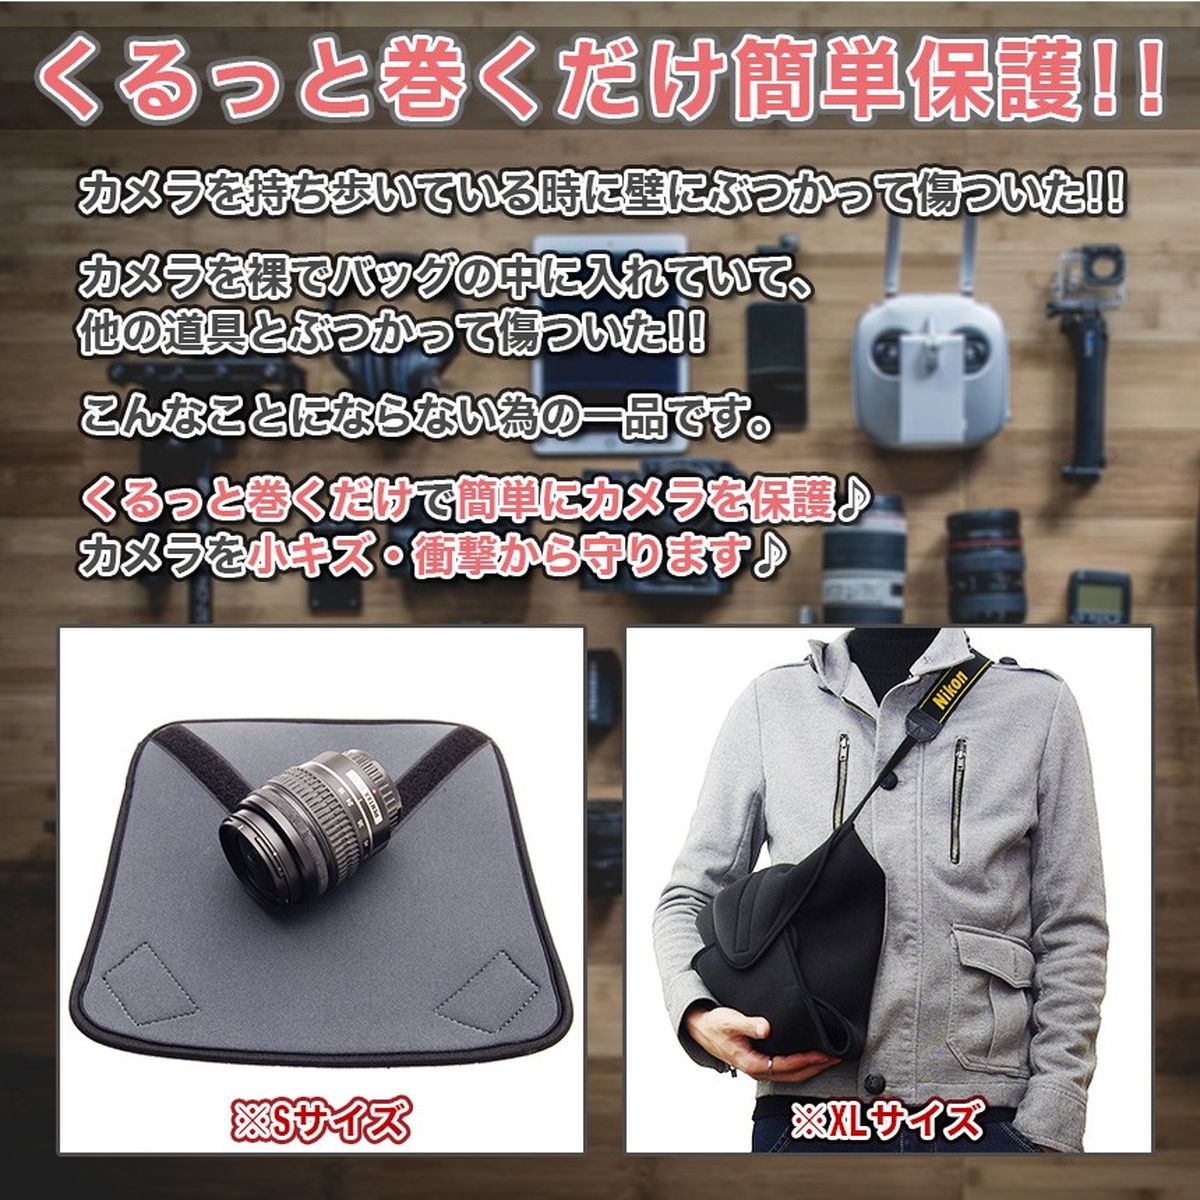 くるっと巻くだけ簡単保護!!
カメラを持ち歩いている時に壁にぶつかって傷ついた!!
カメラを裸でバッグの中に入れていて、
他の道具とぶつかって傷ついた!!
こんなことにならない為の一品です。
くるっと巻くだけで簡単にカメラを保護♪
カメラを小キズ・衝撃から守ります♪
Nikon
※Sサイズ
※XLサイズ